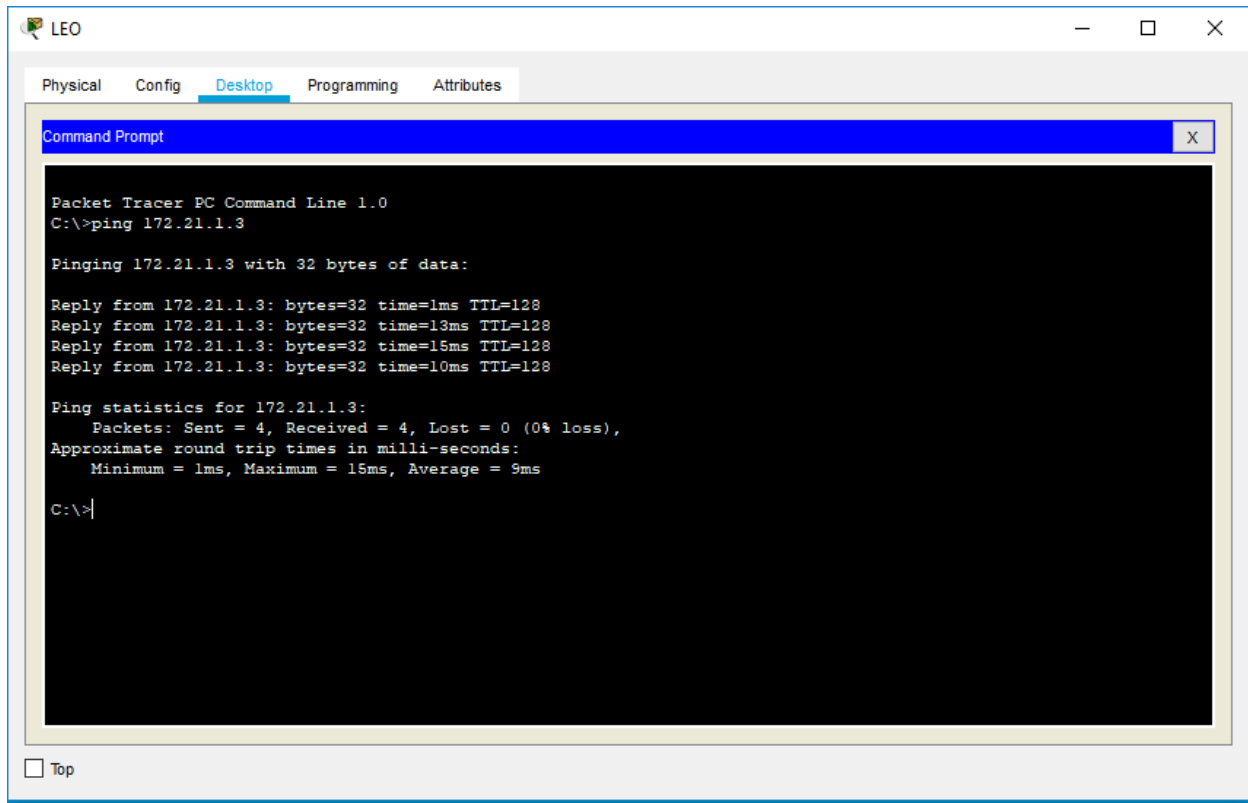 LEO
Physical Config Desktop Programming Attributes
Command Prompt
X
Packet Tracer PC Command Line 1.0
C:\>ping 172.21.1.3
Pinging 172.21.1.3 with 32 bytes of data:
Reply from 172.21.1.3: bytes=32 time=1ms TTL=128
Reply from 172.21.1.3: bytes=32 time=13ms TTL=128
Reply from 172.21.1.3: bytes=32 time=15ms TTL=128
Reply from 172.21.1.3: bytes=32 time=10ms TTL=128
Ping statistics for 172.21.1.3:
Packets: Sent = 4, Received = 4, Lost = 0 (0% loss),
Approximate round trip times in milli-seconds:
Minimum = 1ms, Maximum = 15ms, Average = 9ms
C:\>
Top